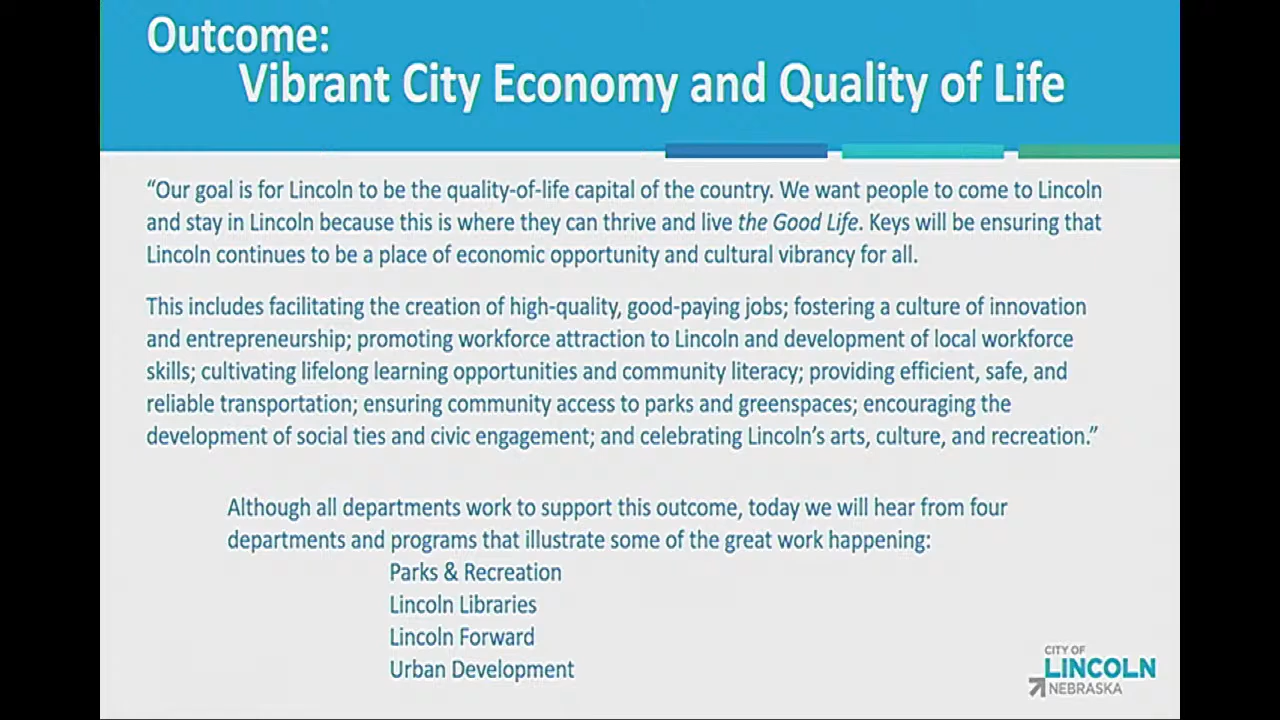 Outcome:
Vibrant City Economy and Quality of Life
“Our goal is for Lincoln to be the quality-of-life capital of the country. We want people to come to Lincoln
and stay in Lincoln because this is where they can thrive and live the Good Life. Keys will be ensuring that
Lincoln continues to be a place of economic opportunity and cultural vibrancy for all.
This includes facilitating the creation of high-quality, good-paying jobs; fostering a culture of innovation
and entrepreneurship; promoting workforce attraction to Lincoln and development of local workforce
skills; cultivating lifelong learning opportunities and community literacy; providing efficient, safe, and
reliable transportation; ensuring community access to parks and greenspaces; encouraging the
development of social ties and civic engagement; and celebrating Lincoln’s arts, culture, and recreation.”
Although all departments work to support this outcome, today we will hear from four
departments and programs that illustrate some of the great work happening:
Parks & Recreation
Lincoln Libraries
Lincoln Forward
Urban Development
CITY OF
LINCOLN
NEBRASKA